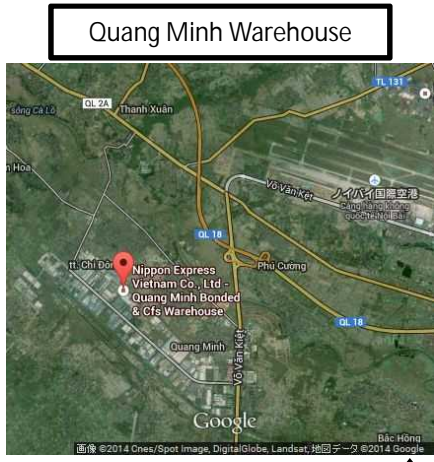 Quang Minh Warehouse
TL 131
sông Cà Lồ
QL 2A
Thanh Xuân
Hòa
Võ Văn Kiệt
ノイバイ国際空港
Cảng hàng không
quốc tế Nội Bài
QL 18
tt. Chi Đông
Phú Cường
Nippon Express
Vietnam Co., Ltd -
Quang Minh Bonded
& Cfs Warehouse
QL 18
Quang Minh
Võ Văn Kiệt
Google
Bắc Hồng
画像 ©2014 Cnes/Spot Image, DigitalGlobe, Landsat, 地図データ ©2014 Google